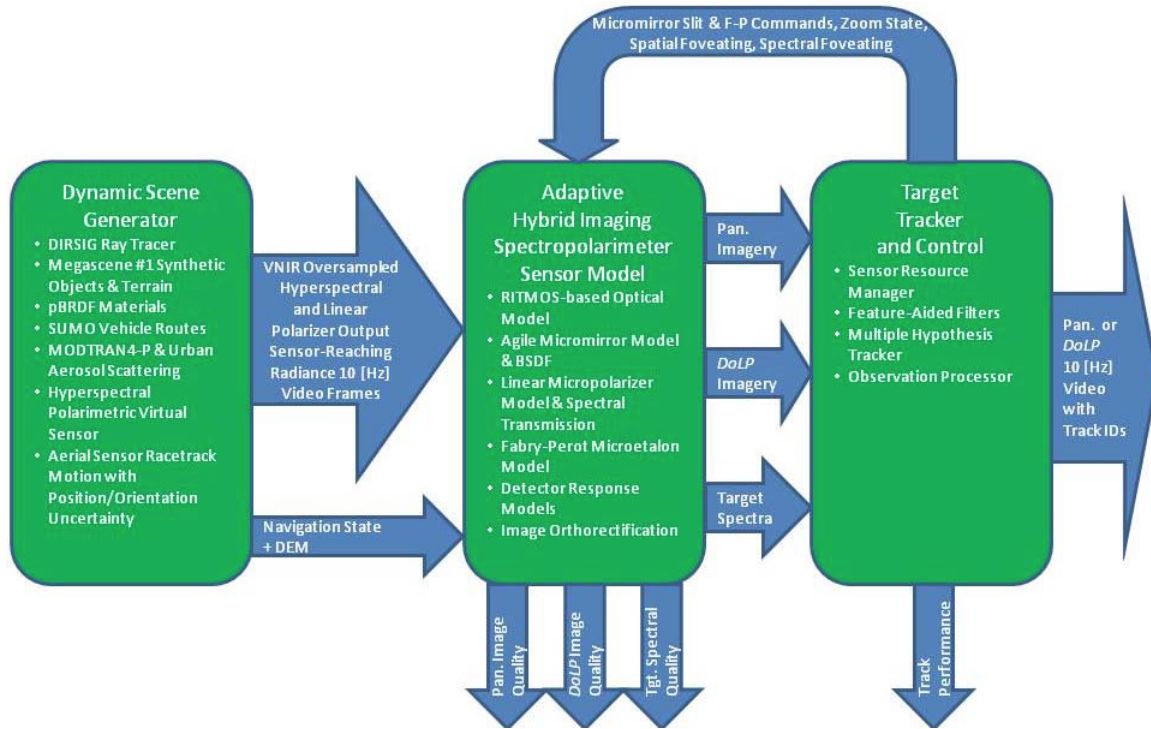 Micromirror Slit & F-P Commands, Zoom State,
Spatial Foveating, Spectral Foveating
Dynamic Scene
Generator
• DIRSIG Ray Tracer
• Megascene #1 Synthetic
Objects & Terrain
• pBRDF Materials
• SUMO Vehicle Routes
• MODTRAN4-P & Urban
Aerosol Scattering
• Hyperspectral
Polarimetric Virtual
Sensor
• Aerial Sensor Racetrack
Motion with
Position/Orientation
Uncertainty
VNIR Oversampled
Hyperspectral
and Linear
Polarizer Output
Sensor-Reaching
Radiance 10 [Hz]
Video Frames
Navigation State
+ DEM
Adaptive
Hybrid Imaging
Spectropolarimeter
Sensor Model
• RITMOS-based Optical
Model
• Agile Micromirror Model
& BSDF
• Linear Micropolarizer
Model & Spectral
Transmission
• Fabry-Perot Microetalon
Model
• Detector Response
Models
• Image Orthorectification
Pan.
Imagery
DoLP
Imagery
Target
Spectra
Target
Tracker
and Control
• Sensor Resource
Manager
• Feature-Aided Filters
• Multiple Hypothesis
Tracker
• Observation Processor
Pan. or
DoLP
10 [Hz]
Video
with
Track IDs
Pan. Image
Quality
DoLP Image
Quality
Tgt. Spectral
Quality
Track
Performance